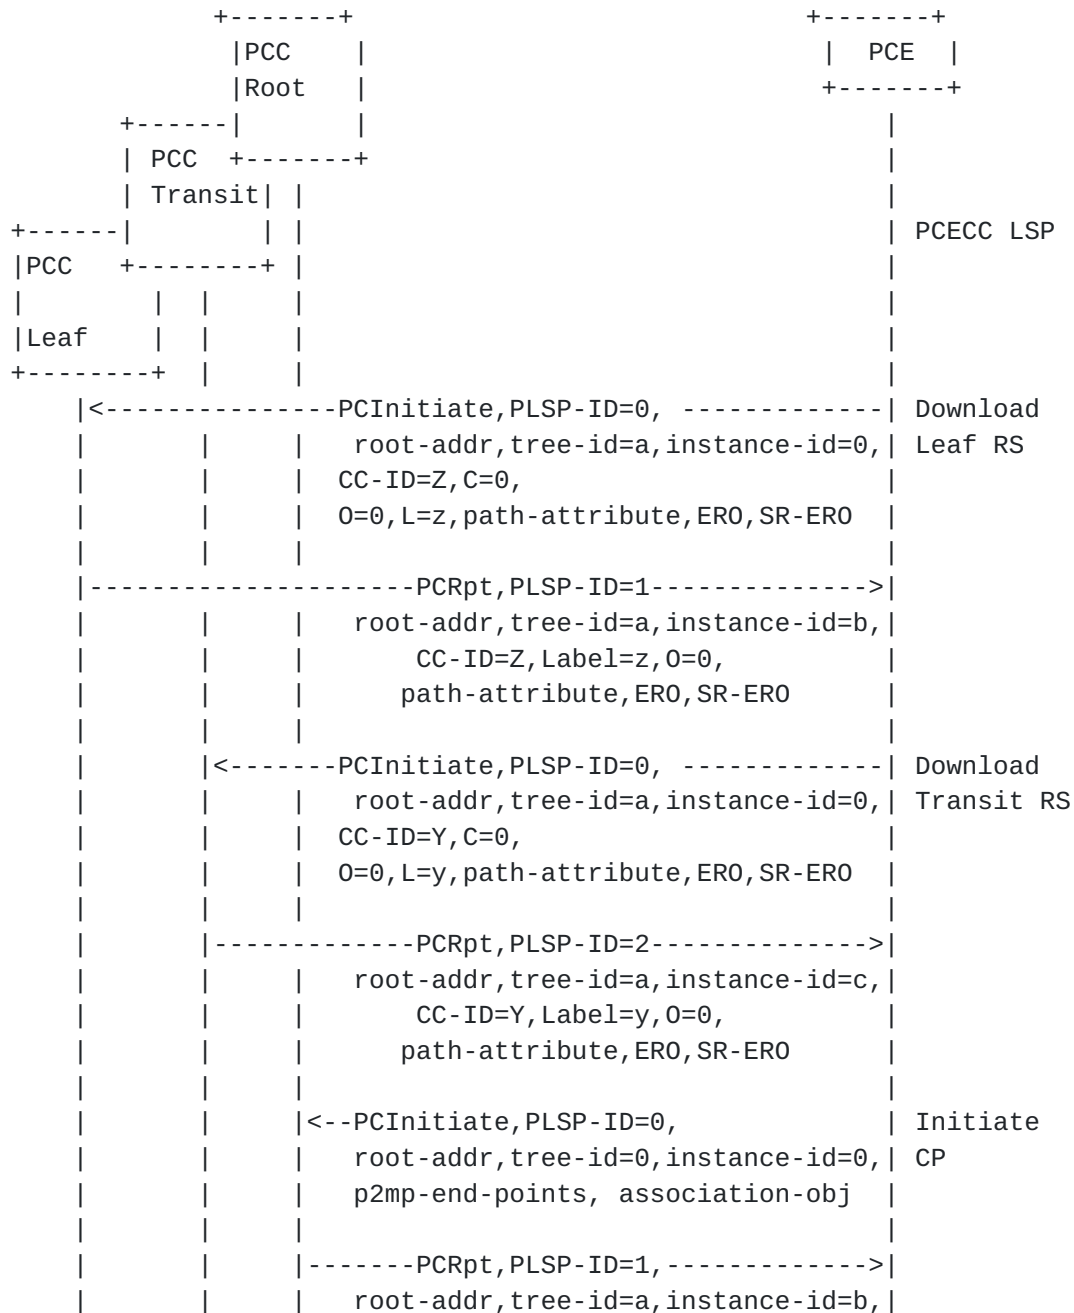 +-------+                             +-------+
              |PCC    |                             |  PCE  |
              |Root   |                             +-------+
       +------|       |                                 |
       | PCC  +-------+                                 |
       | Transit| |                                     |
+------|        | |                                     | PCECC LSP
|PCC   +--------+ |                                     |
|        |  |     |                                     |
|Leaf    |  |     |                                     |
+--------+  |     |                                     |
    |<---------------PCInitiate,PLSP-ID=0, -------------| Download
    |       |     |   root-addr,tree-id=a,instance-id=0,| Leaf RS
    |       |     |  CC-ID=Z,C=0,                       |
    |       |     |  O=0,L=z,path-attribute,ERO,SR-ERO  |
    |       |     |                                     |
    |---------------------PCRpt,PLSP-ID=1-------------->|
    |       |     |   root-addr,tree-id=a,instance-id=b,|
    |       |     |       CC-ID=Z,Label=z,O=0,          |
    |       |     |      path-attribute,ERO,SR-ERO      |
    |       |     |                                     |
    |       |<-------PCInitiate,PLSP-ID=0, -------------| Download
    |       |     |   root-addr,tree-id=a,instance-id=0,| Transit RS
    |       |     |  CC-ID=Y,C=0,                       |
    |       |     |  O=0,L=y,path-attribute,ERO,SR-ERO  |
    |       |     |                                     |
    |       |-------------PCRpt,PLSP-ID=2-------------->|
    |       |     |   root-addr,tree-id=a,instance-id=c,|
    |       |     |       CC-ID=Y,Label=y,O=0,          |
    |       |     |      path-attribute,ERO,SR-ERO      |
    |       |     |                                     |
    |       |     |<--PCInitiate,PLSP-ID=0,             | Initiate
    |       |     |   root-addr,tree-id=0,instance-id=0,| CP
    |       |     |   p2mp-end-points, association-obj  |
    |       |     |                                     |
    |       |     |-------PCRpt,PLSP-ID=1,------------->|
    |       |     |   root-addr,tree-id=a,instance-id=b,|